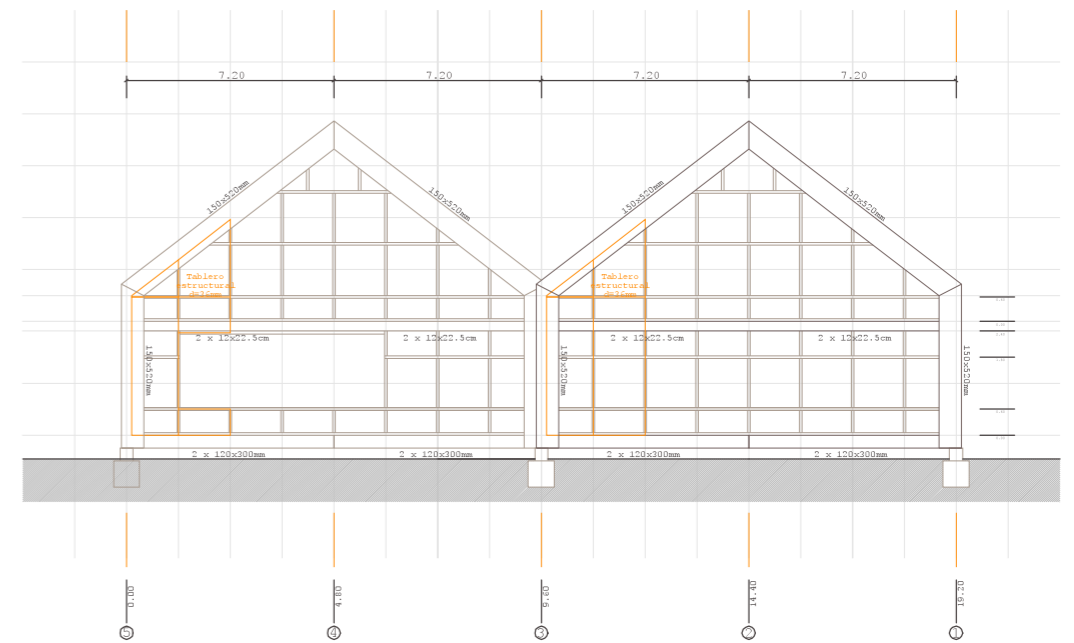 7.20 7.20 7.20 7.20
150x520mm 150x520mm 150x520mm 150x520mm
Tablero Tablero
estructural estructural
d=26mm d=26mm
2 x 12x22.5cm 2 x 12x22.5cm 2 x 12x22.5cm 2 x 12x22.5cm
150x520mm 150x520mm 150x520mm
2 x 120x300mm 2 x 120x300mm 2 x 120x300mm 2 x 120x300mm
0.00 4.80 9.60 14.40 19.20
5 4 3 2 1